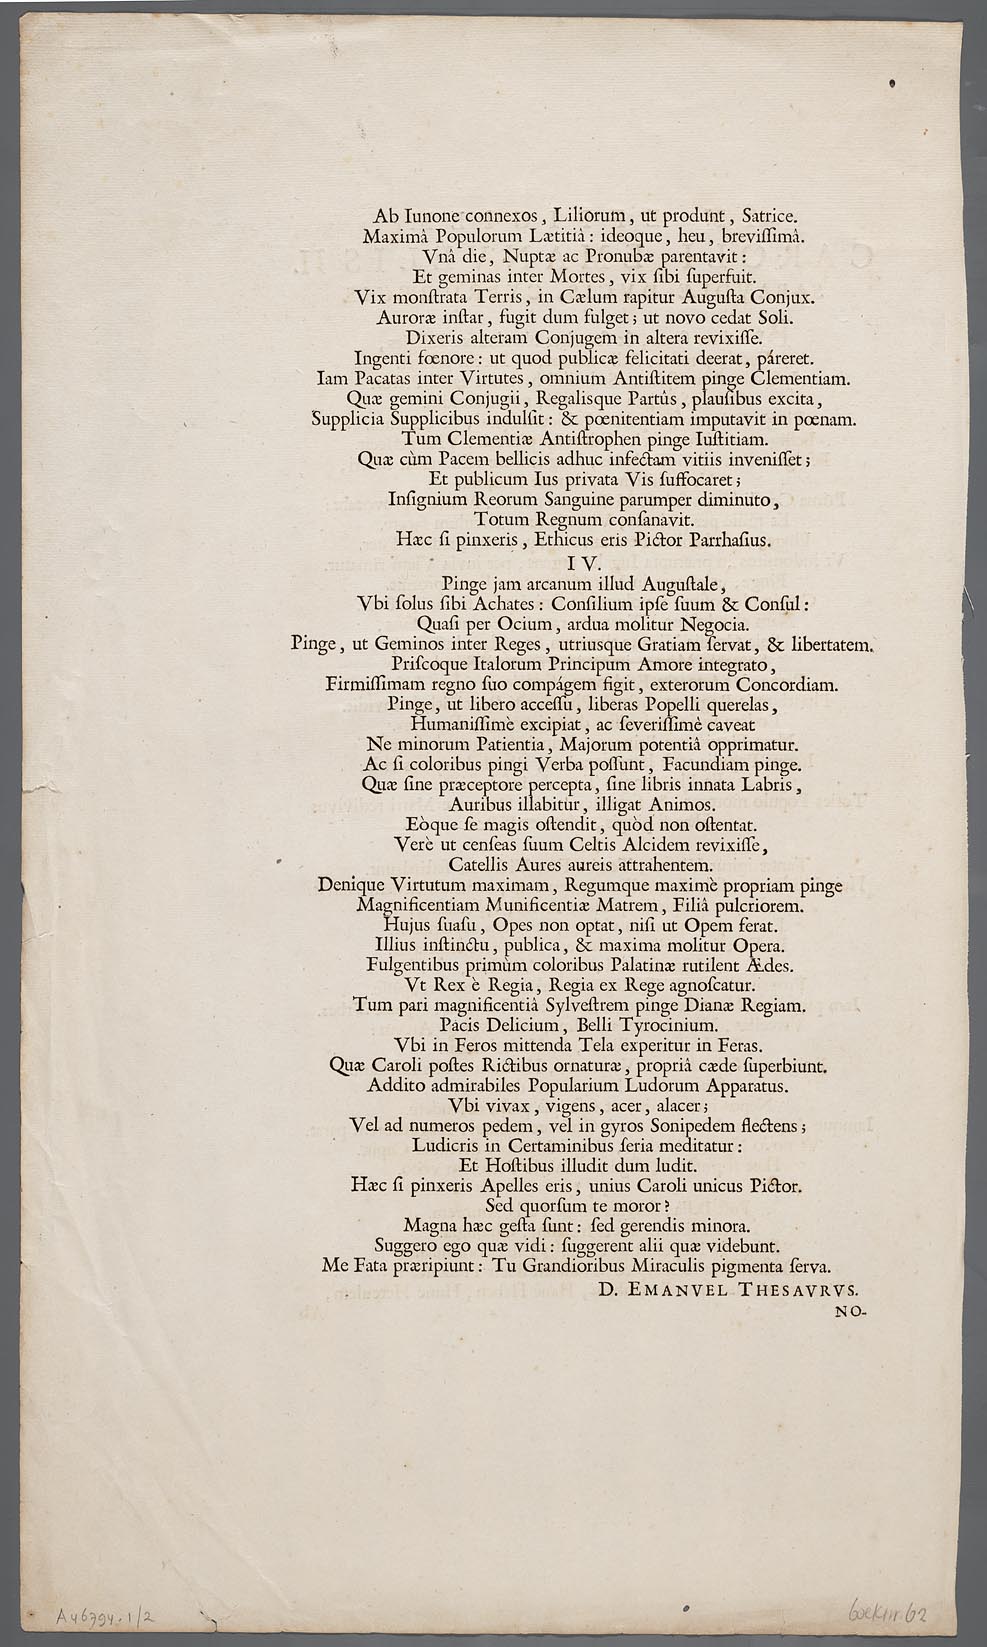 Ab Iunone connexos, Liliorum, ut produnt, Satrice.
Maximâ Populorum Lætitiâ: ideoque, heu, breviſſimâ.
Vnâ die, Nuptæ ac Pronubæ parentavit:
Et geminas inter Mortes, vix ſibi ſuperfuit.
Vix monſtrata Terris, in Cælum rapitur Auguſta Conjux.
Auroræ inſtar, fugit dum fulget; ut novo cedat Soli.
Dixeris alteram Conjugem in altera revixiſſe.
Ingenti fœnore: ut quod publicæ felicitati deerat, páreret.
Iam Pacatas inter Virtutes, omnium Antiſtitem pinge Clementiam.
Quæ gemini Conjugii, Regaliſque Partûs, plauſibus excita,
Supplicia Supplicibus indulſit: & pœnitentiam imputavit in pœnam.
Tum Clementiæ Antiſtrophen pinge Iuſtitiam.
Quæ cùm Pacem bellicis adhuc infectam vitiis inveniſſet;
Et publicum Ius privata Vis ſuffocaret;
Inſignium Reorum Sanguine parumper diminuto,
Totum Regnum conſanavit.
Hæc ſi pinxeris, Ethicus eris Pictor Parrhaſius.
IV.
Pinge jam arcanum illud Auguſtale,
Vbi ſolus ſibi Achates: Conſilium ipſe ſuum & Conſul:
Quaſi per Ocium, ardua molitur Negocia.
Pinge, ut Geminos inter Reges, utriusque Gratiam ſervat, & libertatem.
Priſcoque Italorum Principum Amore integrato,
Firmiſſimam regno ſuo compágem figit, exterorum Concordiam.
Pinge, ut libero acceſſu, liberas Popelli querelas,
Humaniſſimè excipiat, ac ſeveriſſimè caveat
Ne minorum Patientia, Majorum potentiâ opprimatur.
Ac ſi coloribus pingi Verba poſſunt, Facundiam pinge.
Quæ ſine præceptore percepta, ſine libris innata Labris,
Auribus illabitur, illigat Animos.
Eòque ſe magis oſtendit, quòd non oſtentat.
Verè ut cenſeas ſuum Celtis Alcidem revixiſſe,
Catellis Aures aureis attrahentem.
Denique Virtutum maximam, Regumque maximè propriam pinge
Magnificentiam Munificentiæ Matrem, Filiâ pulcriorem.
Hujus ſuaſu, Opes non optat, niſi ut Opem ferat.
Illius inſtinctu, publica, & maxima molitur Opera.
Fulgentibus primùm coloribus Palatinæ rutilent Ædes.
Vt Rex è Regia, Regia ex Rege agnoſcatur.
Tum pari magnificentiâ Sylveſtrem pinge Dianæ Regiam.
Pacis Delicium, Belli Tyrocinium.
Vbi in Feros mittenda Tela experitur in Feras.
Quæ Caroli poſtes Rictibus ornaturæ, propriâ cæde ſuperbiunt.
Addito admirabiles Popularium Ludorum Apparatus.
Vbi vivax, vigens, acer, alacer;
Vel ad numeros pedem, vel in gyros Sonipedem flectens;
Ludicris in Certaminibus ſeria meditatur:
Et Hoſtibus illudit dum ludit.
Hæc ſi pinxeris Apelles eris, unius Caroli unicus Pictor.
Sed quorſum te moror?
Magna hæc geſta ſunt: ſed gerendis minora.
Suggero ego quæ vidi: ſuggerent alii quæ videbunt.
Me Fata præripiunt: Tu Grandioribus Miraculis pigmenta ſerva.
D. EMANVEL THESAVRVS.
NO-
A46794.1/2
62